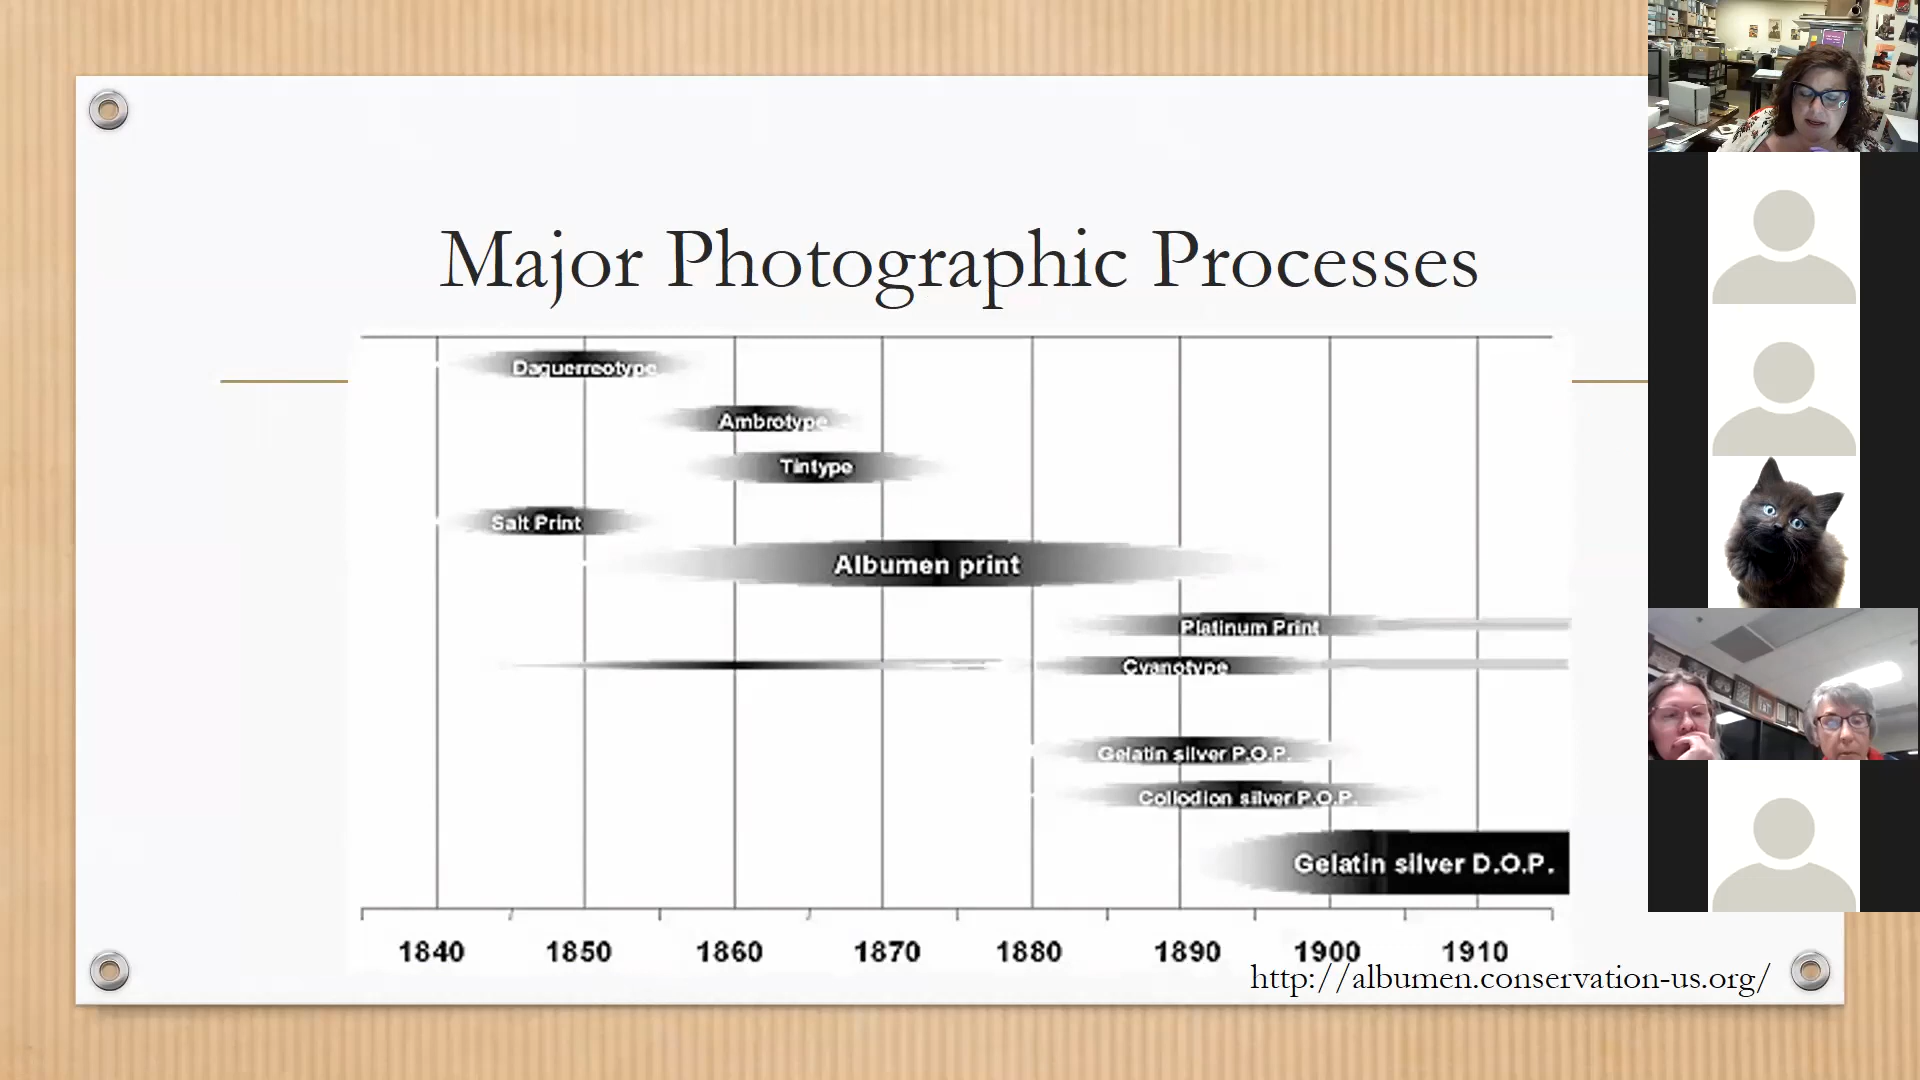 Major Photographic Processes
Daguerreotype
Ambrotype
Tintype
Salt Print
Albumen print
Platinum Print
Cyanotype
Gelatin silver P.O.P.
Collodion silver P.O.P.
Gelatin silver D.O.P.
1840 1850 1860 1870 1880 1890 1900 1910
http://albumen.conservation-us.org/